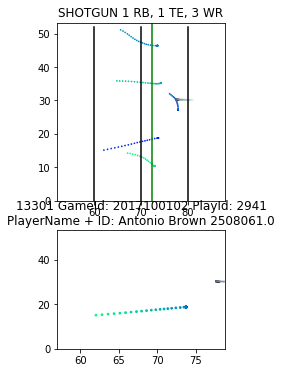 SHOTGUN 1 RB, 1 TE, 3 WR
50
40
30
20
10
0
60 70 80
13301 GameId: 2017100102 PlayId: 2941
PlayerName + ID: Antonio Brown 2508061.0
40
20
0
60 65 70 75